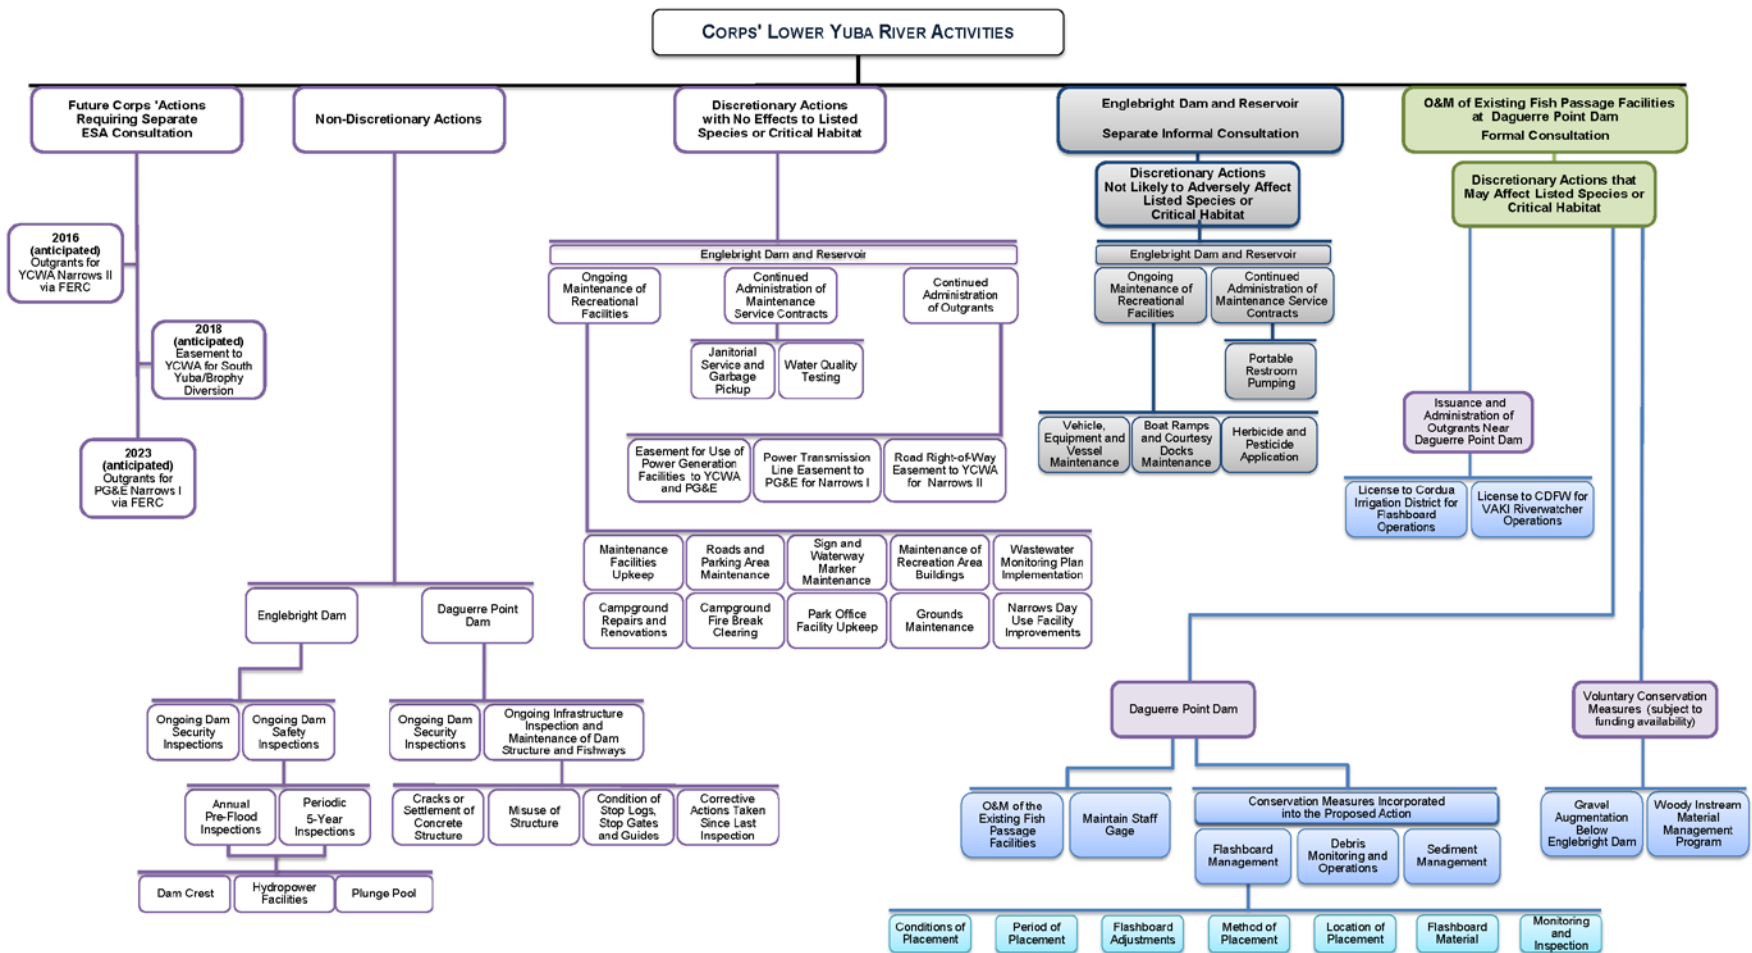 CORPS' LOWER YUBA RIVER ACTIVITIES
Future Corps 'Actions
Requiring Separate
ESA Consultation
Non-Discretionary Actions
Discretionary Actions
with No Effects to Listed
Species or Critical Habitat
Englebright Dam and Reservoir
Separate Informal Consultation
O&M of Existing Fish Passage Facilities
at Daguerre Point Dam
Formal Consultation
Discretionary Actions
Not Likely to Adversely Affect
Listed Species or
Critical Habitat
Discretionary Actions that
May Affect Listed Species or
Critical Habitat
2016
(anticipated)
Outgrants for
YCWA Narrows II
via FERC
2018
(anticipated)
Easement to
YCWA for South
Yuba/Brophy
Diversion
2023
(anticipated)
Outgrants for
PG&E Narrows I
via FERC
Englebright Dam and Reservoir
Ongoing
Maintenance of
Recreational
Facilities
Continued
Administration of
Maintenance
Service Contracts
Continued
Administration
of Outgrants
Janitorial
Service and
Garbage
Pickup
Water Quality
Testing
Easement for Use of
Power Generation
Facilities to YCWA
and PG&E
Power Transmission
Line Easement to
PG&E for Narrows I
Road Right-of-Way
Easement to YCWA
for Narrows II
Maintenance
Facilities
Upkeep
Roads and
Parking Area
Maintenance
Sign and
Waterway
Marker
Maintenance
Maintenance of
Recreation Area
Buildings
Wastewater
Monitoring Plan
Implementation
Campground
Repairs and
Renovations
Campground
Fire Break
Clearing
Park Office
Facility Upkeep
Grounds
Maintenance
Narrows Day
Use Facility
Improvements
Englebright Dam and Reservoir
Ongoing
Maintenance of
Recreational
Facilities
Continued
Administration of
Maintenance Service
Contracts
Portable
Restroom
Pumping
Vehicle,
Equipment and
Vessel
Maintenance
Boat Ramps
and Courtesy
Docks
Maintenance
Herbicide and
Pesticide
Application
Issuance and
Administration of
Outgrants Near
Daguerre Point Dam
License to Cordua
Irrigation District for
Flashboard
Operations
License to CDFW for
VAKI Riverwatcher
Operations
Englebright Dam
Daguerre Point
Dam
Ongoing Dam
Security
Inspections
Ongoing Dam
Safety
Inspections
Ongoing Dam
Security
Inspections
Ongoing Infrastructure
Inspection and
Maintenance of Dam
Structure and Fishways
Annual
Pre-Flood
Inspections
Periodic
5-Year
Inspections
Cracks or
Settlement of
Concrete
Structure
Misuse of
Structure
Condition of
Stop Logs,
Stop Gates
and Guides
Corrective
Actions Taken
Since Last
Inspection
Dam Crest
Hydropower
Facilities
Plunge Pool
Daguerre Point Dam
Voluntary Conservation
Measures (subject to
funding availability)
O&M of the
Existing Fish
Passage
Facilities
Maintain Staff
Gage
Conservation Measures Incorporated
into the Proposed Action
Flashboard
Management
Debris
Monitoring and
Operations
Sediment
Management
Gravel
Augmentation
Below
Englebright Dam
Woody Instream
Material
Management
Program
Conditions of
Placement
Period of
Placement
Flashboard
Adjustments
Method of
Placement
Location of
Placement
Flashboard
Material
Monitoring
and
Inspection